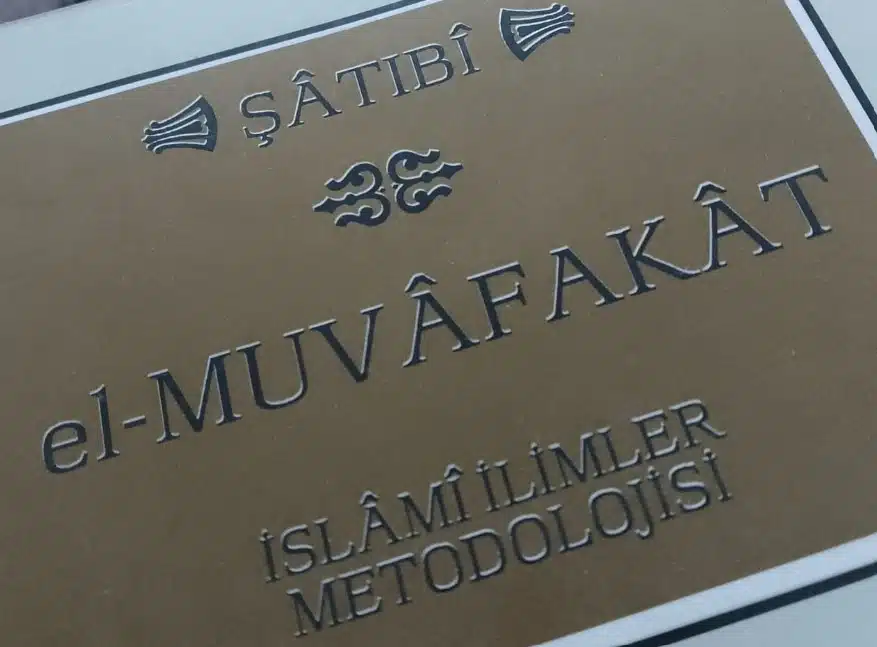 ŞÂTIBÎ
el-MUVÂFAKÂT
İSLÂMÎ İLİMLER
METODOLOJİSİ